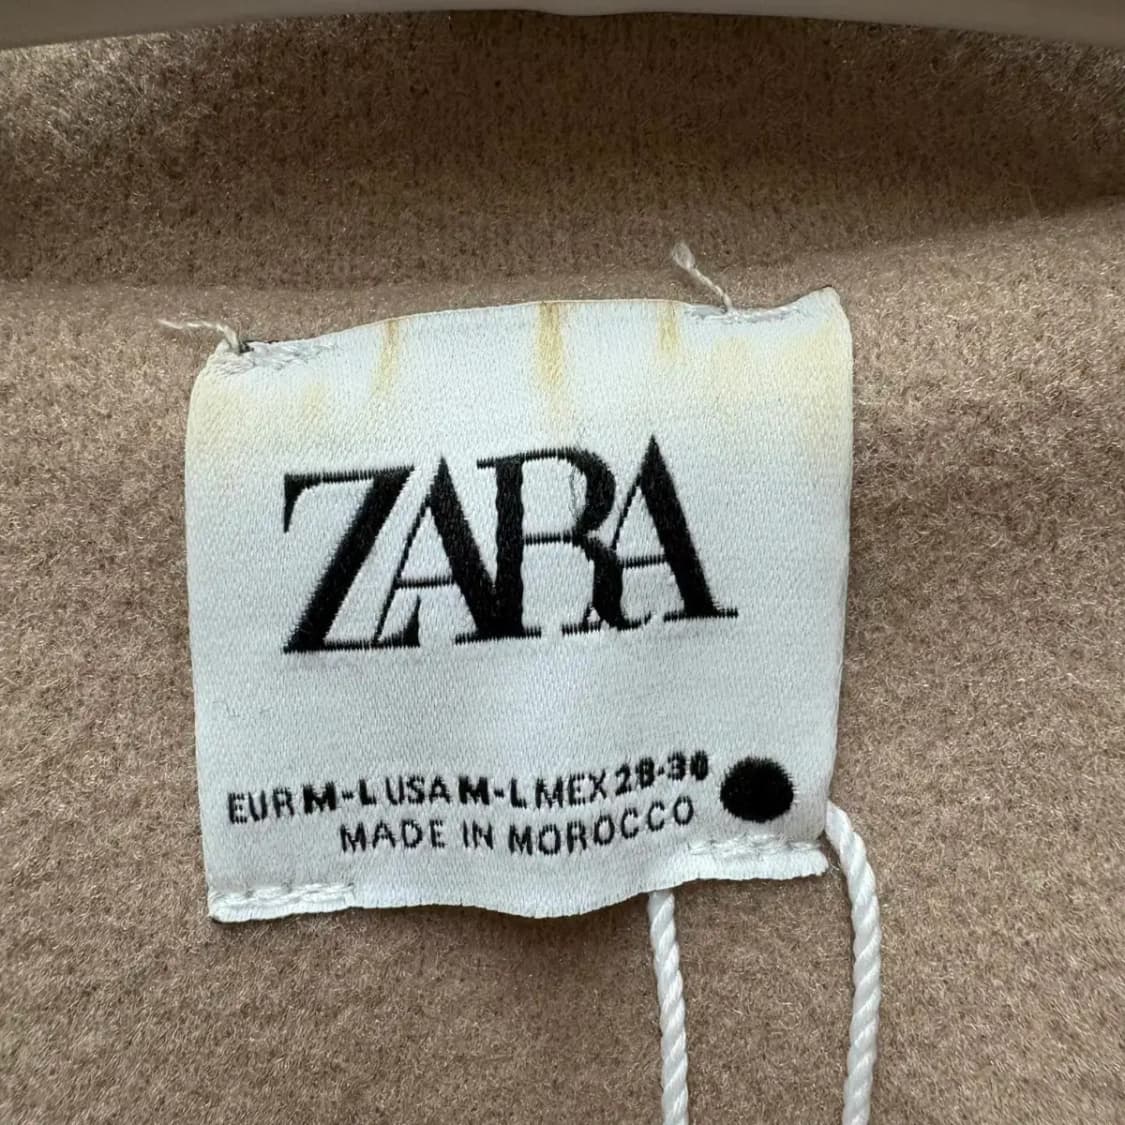 ZARA
EUR M-L USA M-L MEX 28-30
MADE IN MOROCCO